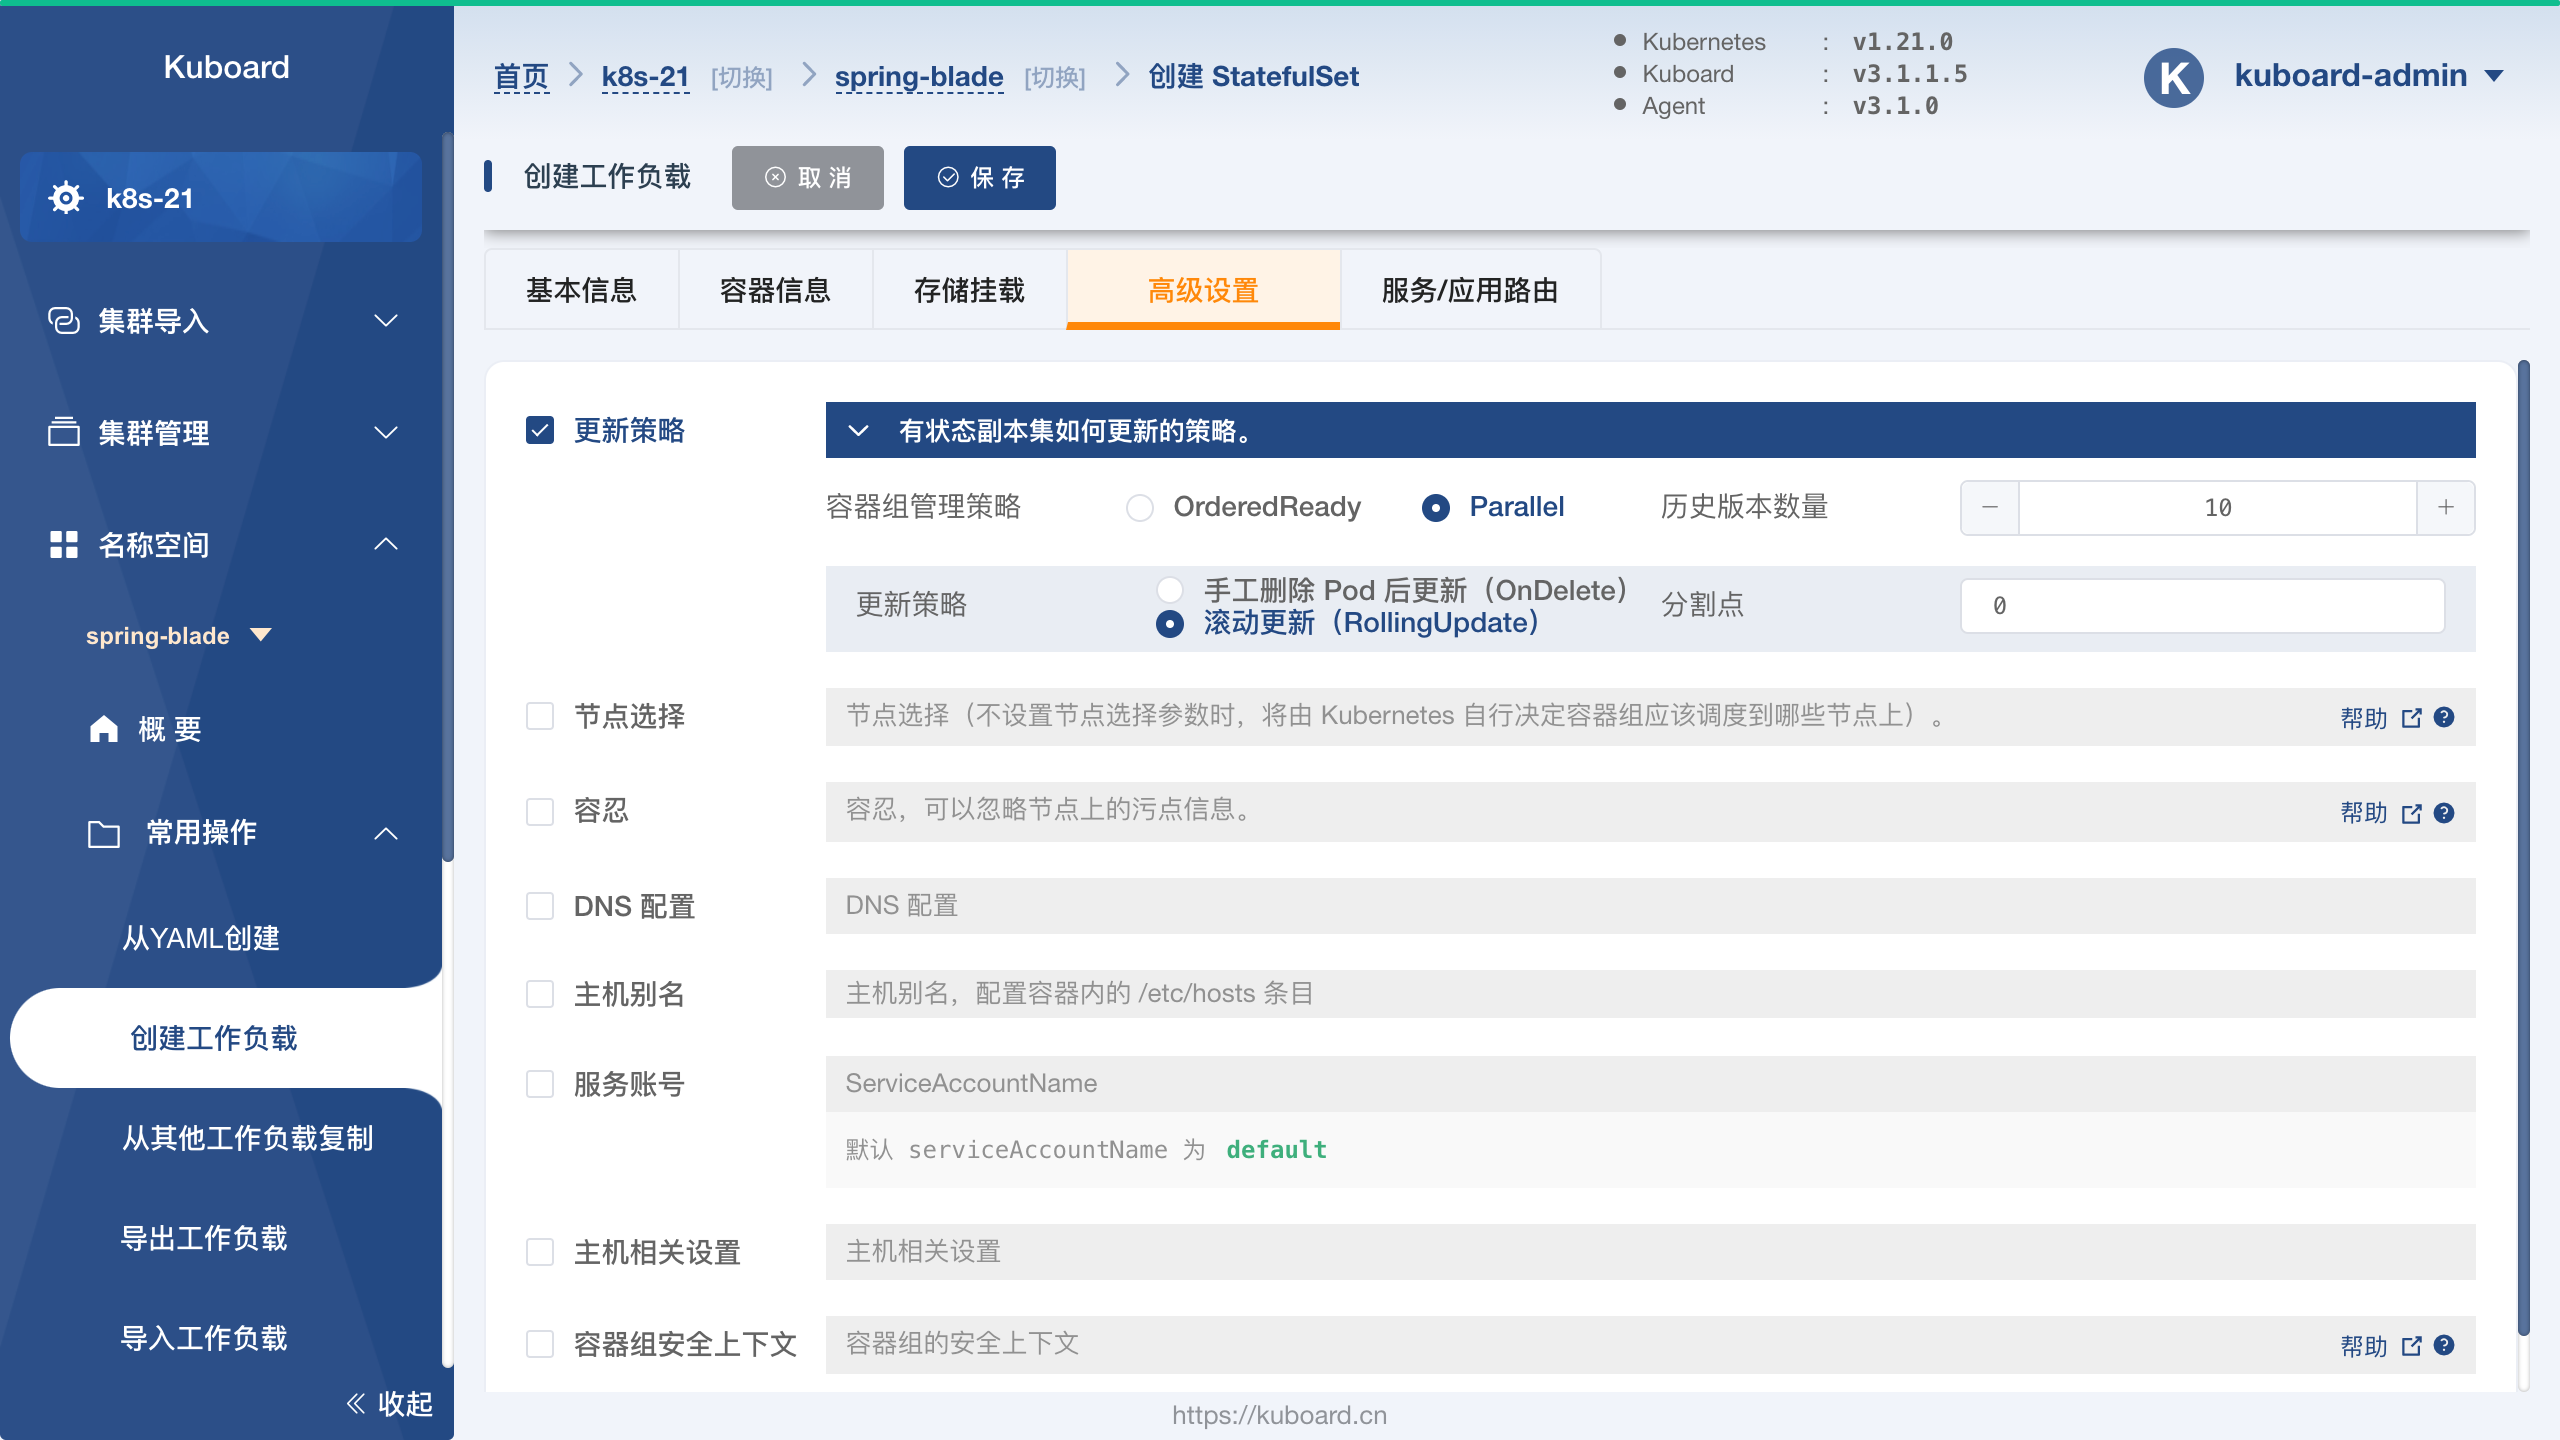 Kuboard
k8s-21
集群导入
集群管理
名称空间
spring-blade
概 要
常用操作
从YAML创建
创建工作负载
从其他工作负载复制
导出工作负载
导入工作负载
收起
首页 k8s-21 [切换] spring-blade [切换] 创建 StatefulSet
Kubernetes : v1.21.0
Kuboard : v3.1.1.5
Agent : v3.1.0
K kuboard-admin
创建工作负载 取 消 保 存
基本信息 容器信息 存储挂载 高级设置 服务/应用路由
更新策略 有状态副本集如何更新的策略。
容器组管理策略 OrderedReady Parallel 历史版本数量 10
更新策略 手工删除 Pod 后更新（OnDelete） 分割点 0
滚动更新（RollingUpdate）
节点选择 节点选择（不设置节点选择参数时，将由 Kubernetes 自行决定容器组应该调度到哪些节点上）。 帮助
容忍 容忍，可以忽略节点上的污点信息。 帮助
DNS 配置 DNS 配置
主机别名 主机别名，配置容器内的 /etc/hosts 条目
服务账号 ServiceAccountName
默认 serviceAccountName 为 default
主机相关设置 主机相关设置
容器组安全上下文 容器组的安全上下文 帮助
https://kuboard.cn